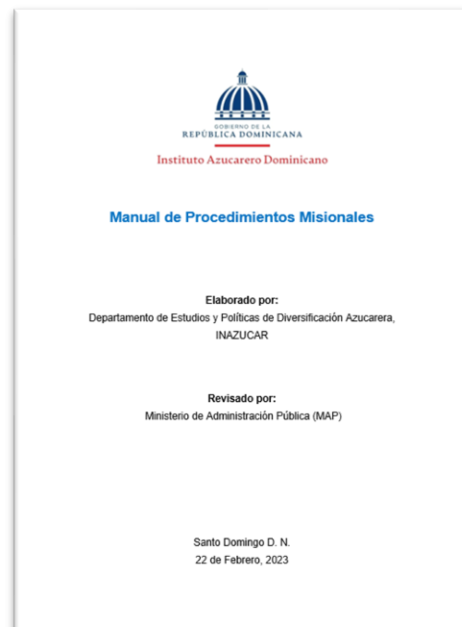 GOBIERNO DE LA
REPÚBLICA DOMINICANA
Instituto Azucarero Dominicano
Manual de Procedimientos Misionales
Elaborado por:
Departamento de Estudios y Políticas de Diversificación Azucarera,
INAZUCAR
Revisado por:
Ministerio de Administración Pública (MAP)
Santo Domingo D. N.
22 de Febrero, 2023